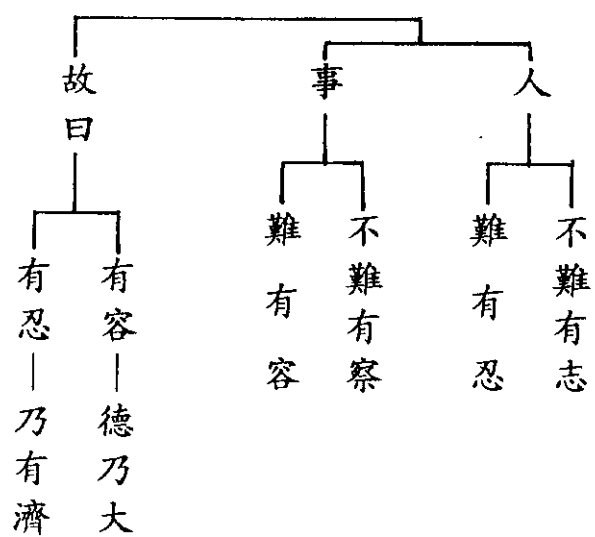 人
不難有志
難有忍
事
不難有察
難有容
故曰
有容—德乃大
有忍—乃有濟